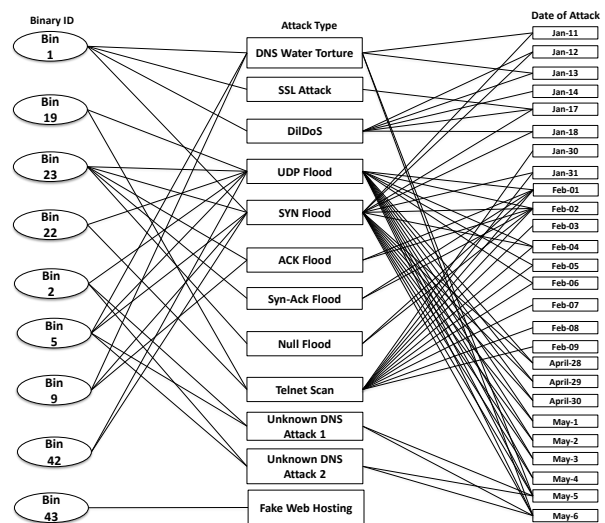 Binary ID
Attack Type
Date of Attack
Bin
1
Bin
19
Bin
23
Bin
22
Bin
2
Bin
5
Bin
9
Bin
42
Bin
43
DNS Water Torture
SSL Attack
DilDoS
UDP Flood
SYN Flood
ACK Flood
Syn-Ack Flood
Null Flood
Telnet Scan
Unknown DNS
Attack 1
Unknown DNS
Attack 2
Fake Web Hosting
Jan-11
Jan-12
Jan-13
Jan-14
Jan-17
Jan-18
Jan-30
Jan-31
Feb-01
Feb-02
Feb-03
Feb-04
Feb-05
Feb-06
Feb-07
Feb-08
Feb-09
April-28
April-29
April-30
May-1
May-2
May-3
May-4
May-5
May-6